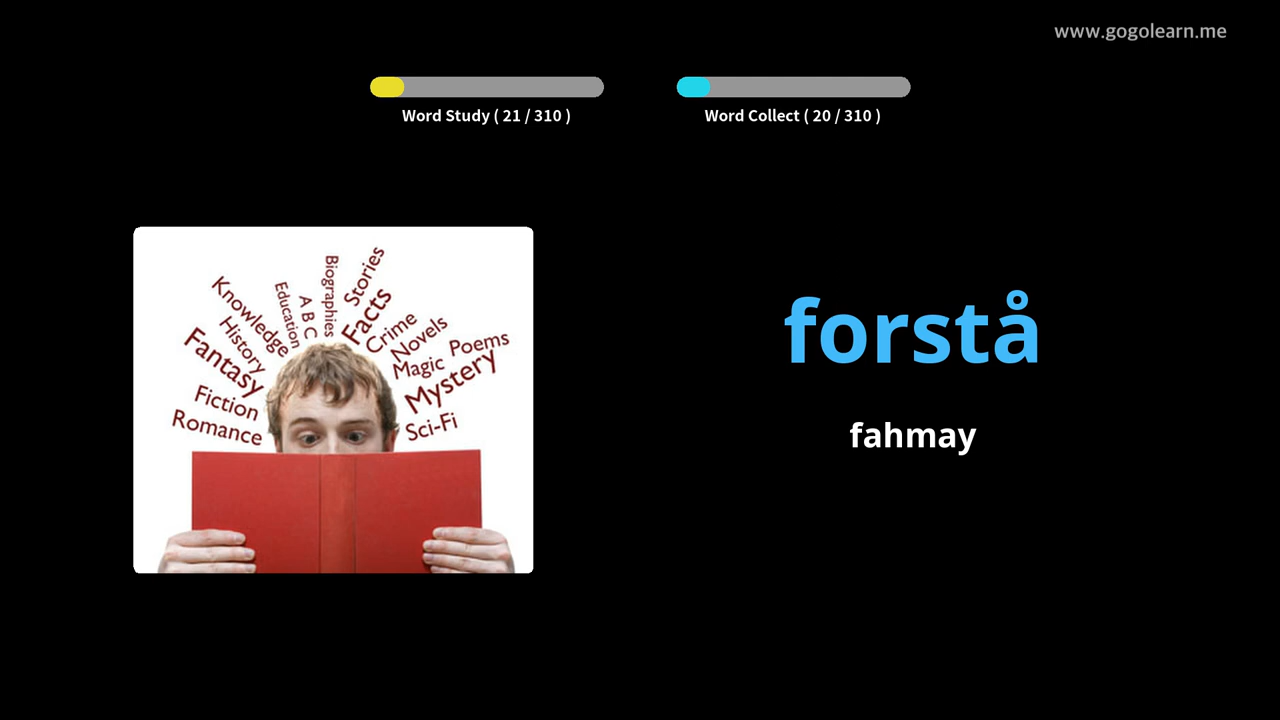 www.gogolearn.me
Word Study ( 21 / 310 )
Word Collect ( 20 / 310 )
forstå
fahmay
Stories
Biographies
Facts
Education
A B C
Knowledge
Crime
Novels
History
Poems
Fantasy
Magic
Mystery
Fiction
Romance
Sci-Fi